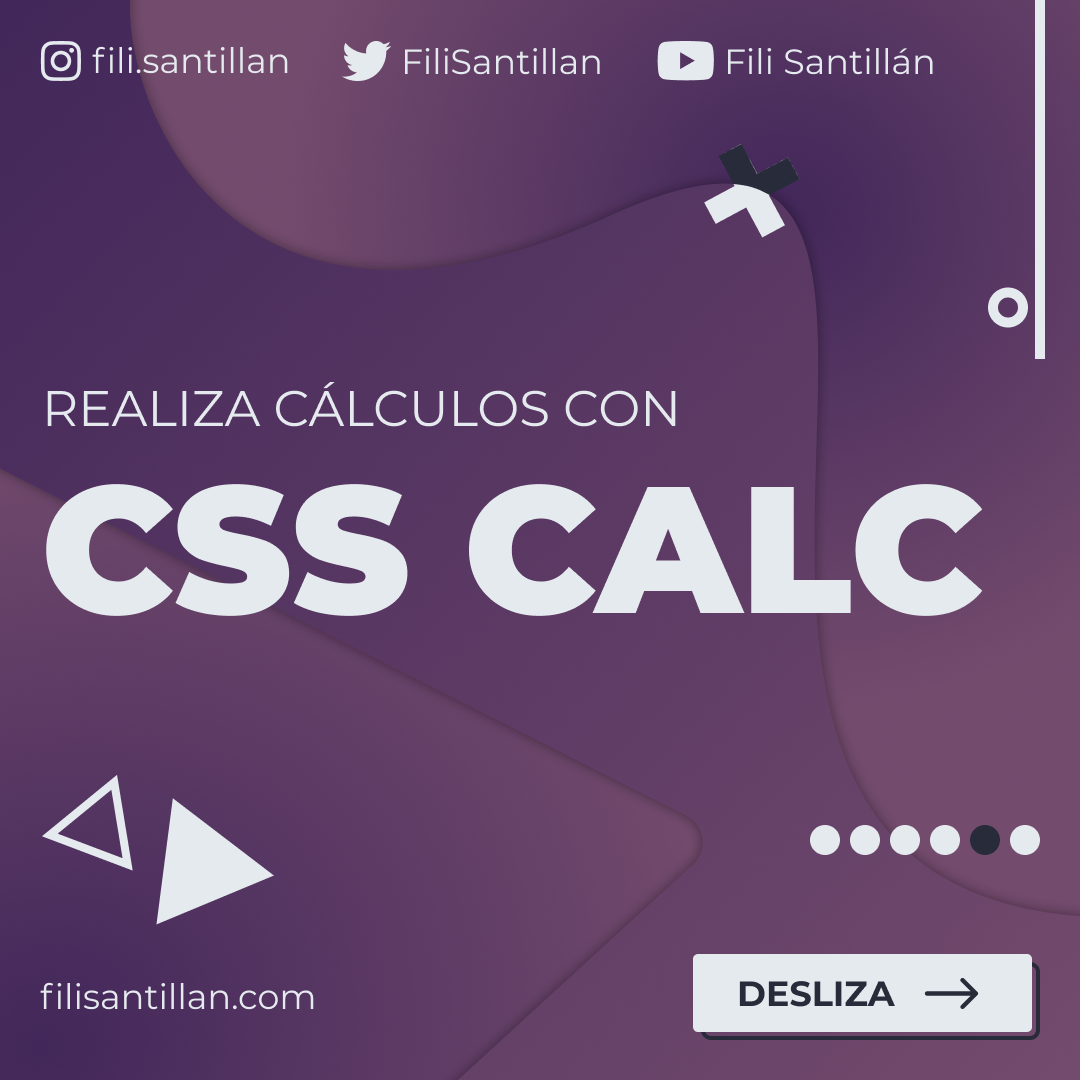 fili.santillan FiliSantillan Fili Santillán
REALIZA CÁLCULOS CON
CSS CALC
filisantillan.com
DESLIZA